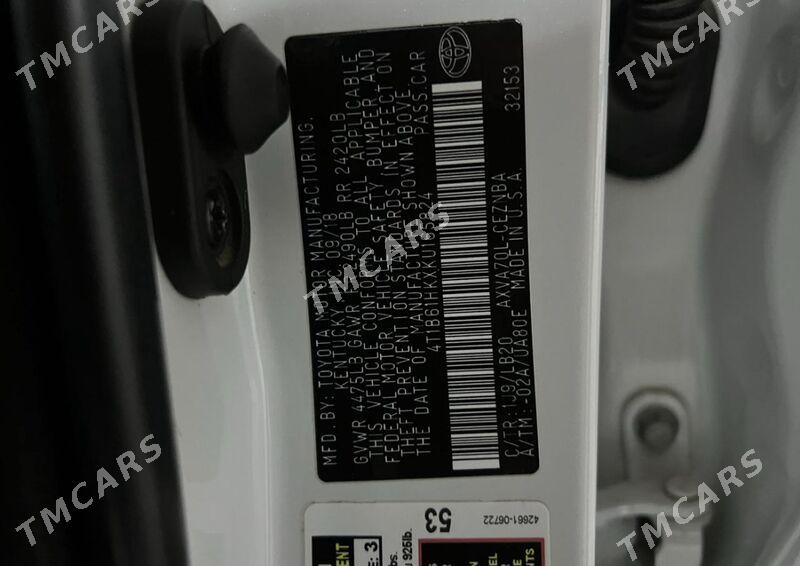 MFD. BY: TOYOTA MOTOR MANUFACTURING,
KENTUCKY, INC. 09/18
GVWR 4475LB GAWR FR 2390LB RR 2420LB
THIS VEHICLE CONFORMS TO ALL APPLICABLE
FEDERAL MOTOR VEHICLE SAFETY, BUMPER AND
THEFT PREVENTION STANDARDS IN EFFECT ON
THE DATE OF MANUFACTURE SHOWN ABOVE.
PASS.CAR
C/TR: 1J9/LB20 AXVA70L-CEZNBA
A/TM: -02A/UA80E MADE IN U.S.A.
32153
53
42661-06722
TMCARS
TMCARS
TMCARS
TMCARS
TMCARS
TMCARS